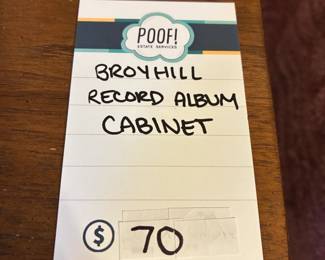 POOF!
ESTATE SERVICES
BROYHILL
RECORD ALBUM
CABINET
$ 70